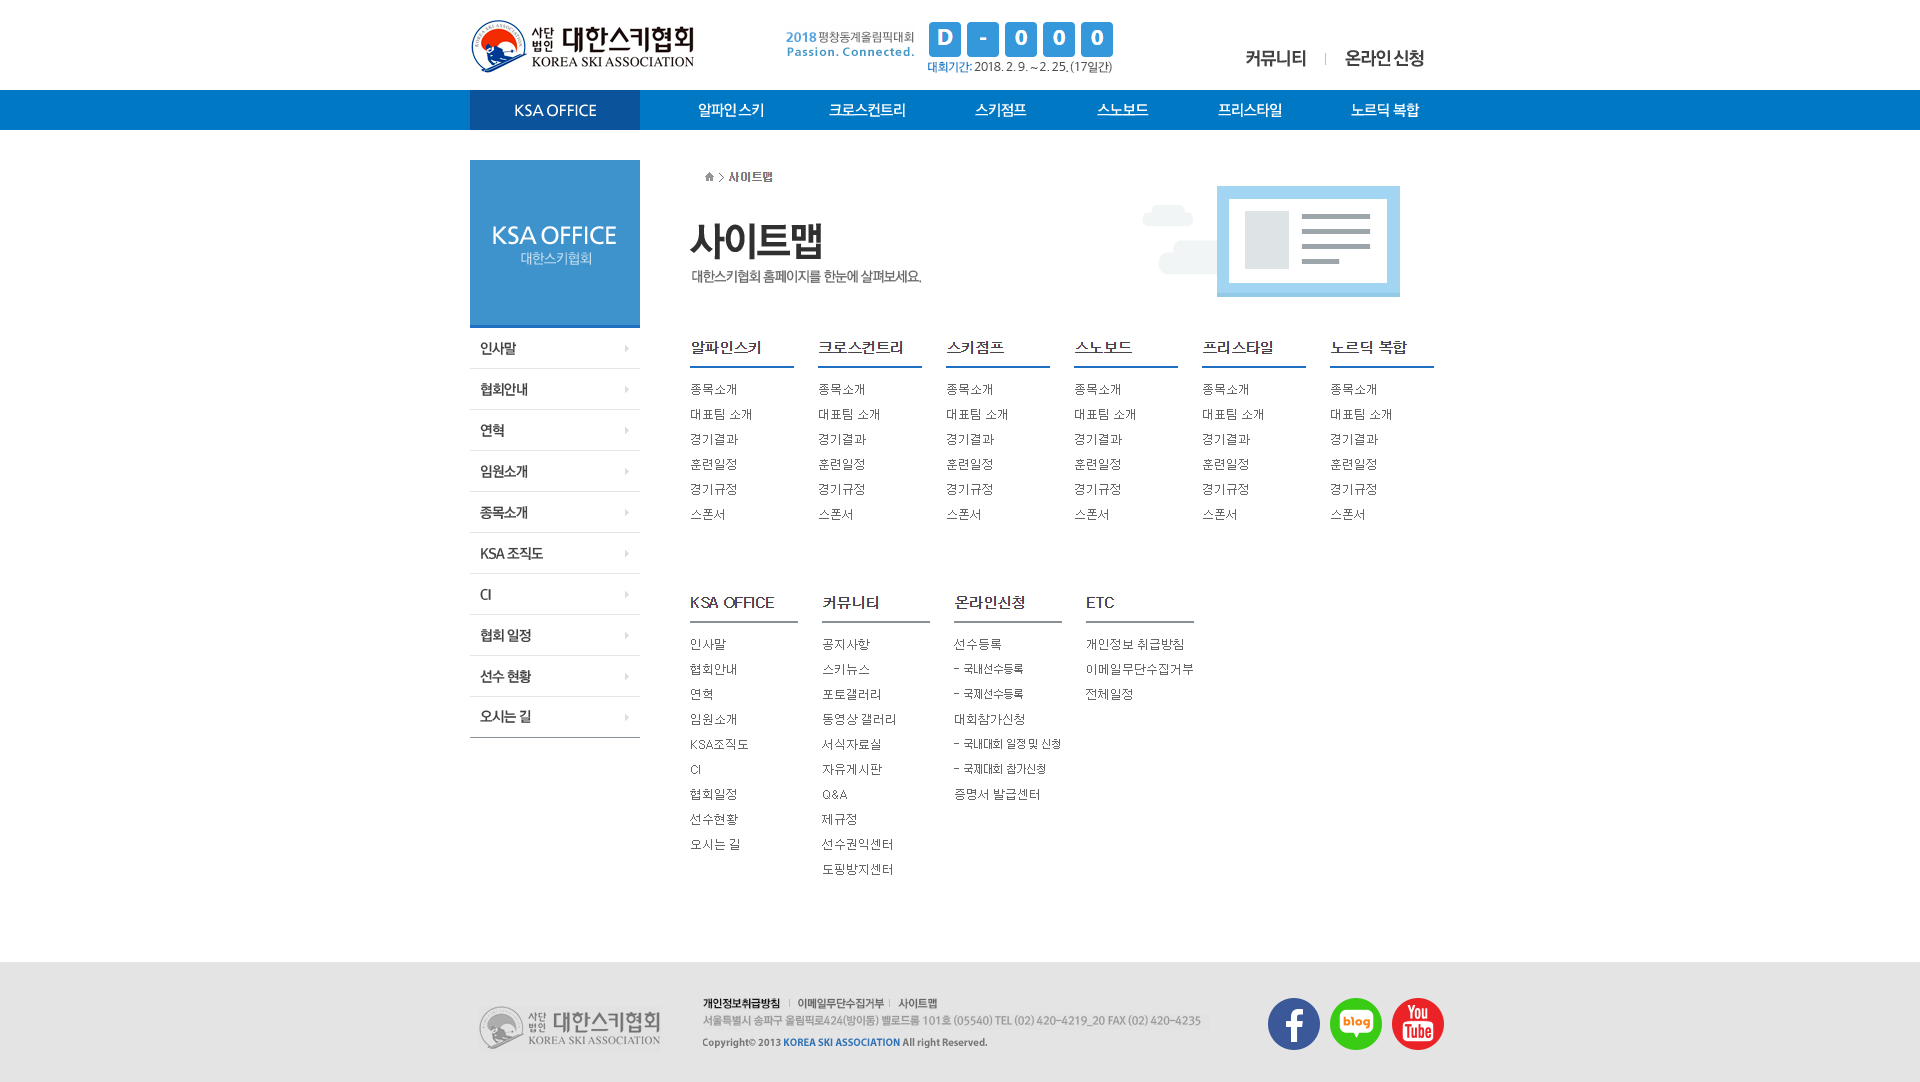 사단법인 대한스키협회
KOREA SKI ASSOCIATION
2018 평창동계올림픽대회
Passion. Connected.
D - 0 0 0
대회기간: 2018. 2. 9. ~ 2. 25. (17일간)
커뮤니티
온라인 신청
KSA OFFICE
알파인 스키
크로스컨트리
스키점프
스노보드
프리스타일
노르딕 복합
KSA OFFICE
대한스키협회
인사말
협회안내
연혁
임원소개
종목소개
KSA 조직도
CI
협회 일정
선수 현황
오시는 길
> 사이트맵
사이트맵
대한스키협회 홈페이지를 한눈에 살펴보세요.
알파인스키
종목소개
대표팀 소개
경기결과
훈련일정
경기규정
스폰서
크로스컨트리
종목소개
대표팀 소개
경기결과
훈련일정
경기규정
스폰서
스키점프
종목소개
대표팀 소개
경기결과
훈련일정
경기규정
스폰서
스노보드
종목소개
대표팀 소개
경기결과
훈련일정
경기규정
스폰서
프리스타일
종목소개
대표팀 소개
경기결과
훈련일정
경기규정
스폰서
노르딕 복합
종목소개
대표팀 소개
경기결과
훈련일정
경기규정
스폰서
KSA OFFICE
인사말
협회안내
연혁
임원소개
KSA조직도
CI
협회일정
선수현황
오시는 길
커뮤니티
공지사항
스키뉴스
포토갤러리
동영상 갤러리
서식자료실
자유게시판
Q&A
제규정
선수권익센터
도핑방지센터
온라인신청
선수등록
- 국내선수등록
- 국제선수등록
대회참가신청
- 국내대회 일정 및 신청
- 국제대회 참가신청
증명서 발급센터
ETC
개인정보 취급방침
이메일무단수집거부
전체일정
사단법인 대한스키협회
KOREA SKI ASSOCIATION
개인정보취급방침 | 이메일무단수집거부 | 사이트맵
서울특별시 송파구 올림픽로424(방이동) 벨로드롬 101호 (05540) TEL (02) 420-4219_20 FAX (02) 420-4235
Copyright© 2013 KOREA SKI ASSOCIATION All right Reserved.
f
blog
You
Tube